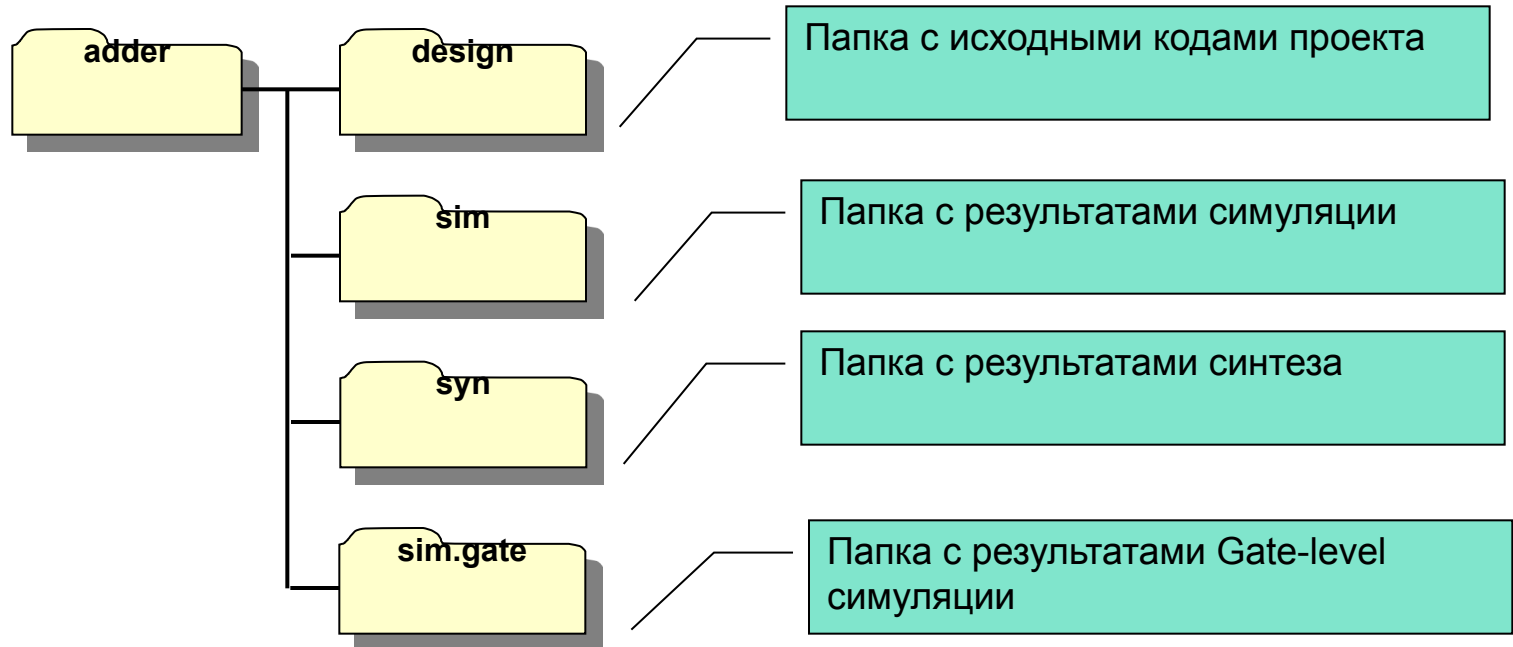 adder
design
Папка с исходными кодами проекта
sim
Папка с результатами симуляции
syn
Папка с результатами синтеза
sim.gate
Папка с результатами Gate-level
симуляции